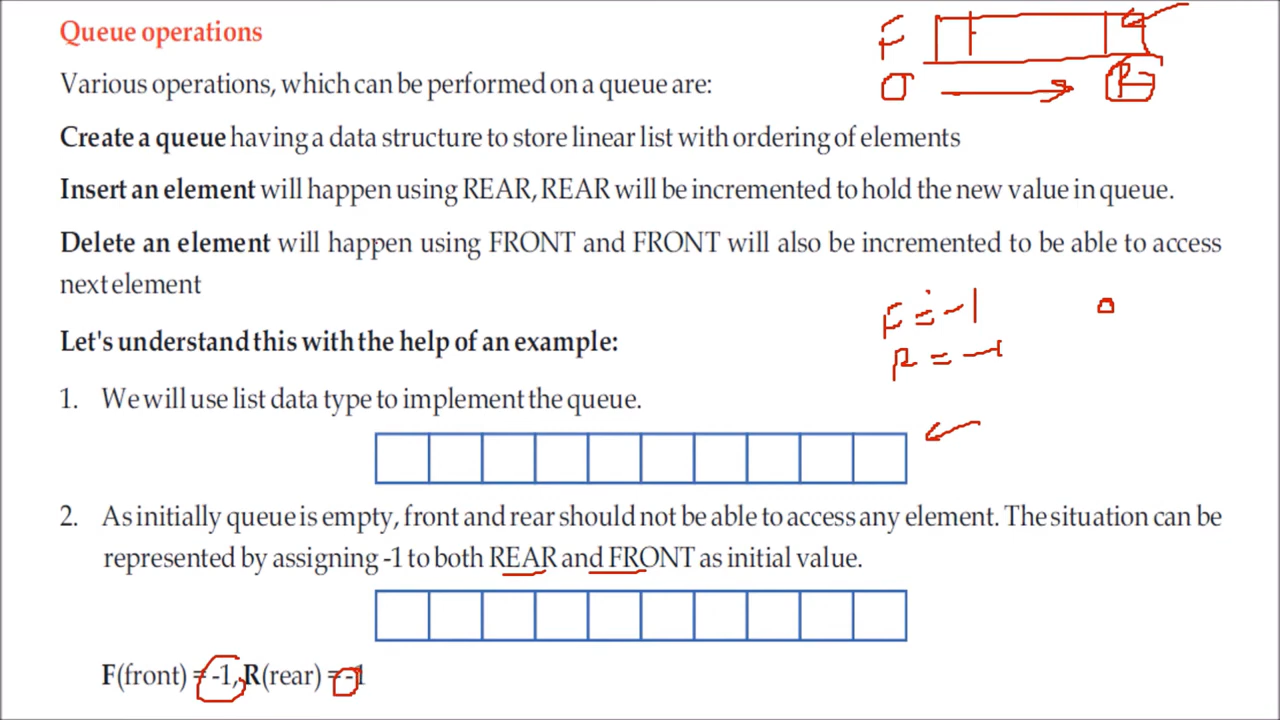 Queue operations
F
0
R
Various operations, which can be performed on a queue are:
Create a queue having a data structure to store linear list with ordering of elements
Insert an element will happen using REAR, REAR will be incremented to hold the new value in queue.
Delete an element will happen using FRONT and FRONT will also be incremented to be able to access
next element
F = -1
R = -1
Let's understand this with the help of an example:
1. We will use list data type to implement the queue.
2. As initially queue is empty, front and rear should not be able to access any element. The situation can be
represented by assigning -1 to both REAR and FRONT as initial value.
F(front) = -1, R(rear) = -1